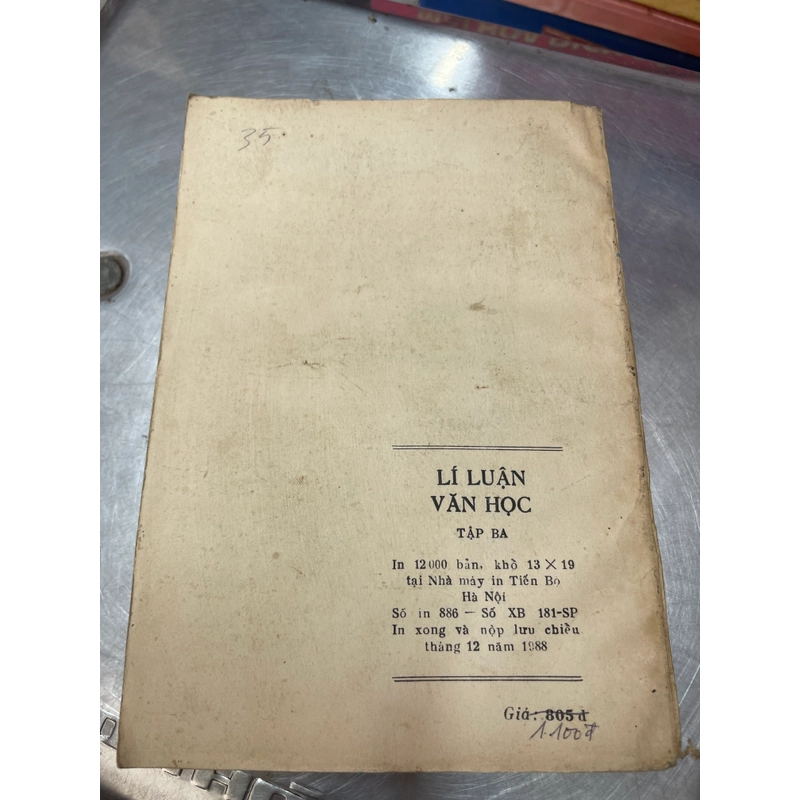 35
LÍ LUẬN
VĂN HỌC
TẬP BA
In 12000 bản, khổ 13 × 19
tại Nhà máy in Tiến Bộ
Hà Nội
Số in 886 — Số XB 181-SP
In xong và nộp lưu chiểu
tháng 12 năm 1988
Giá: 805đ
1.100đ